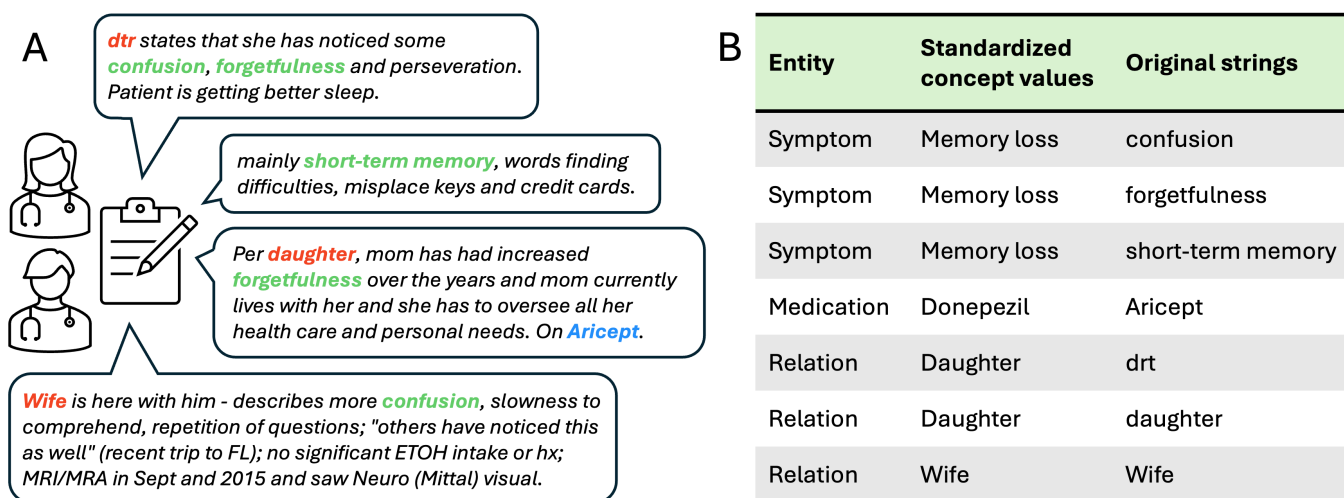 A
dtr states that she has noticed some
confusion, forgetfulness and perseveration.
Patient is getting better sleep.
mainly short-term memory, words finding
difficulties, misplace keys and credit cards.
Per daughter, mom has had increased
forgetfulness over the years and mom currently
lives with her and she has to oversee all her
health care and personal needs. On Aricept.
Wife is here with him - describes more confusion, slowness to
comprehend, repetition of questions; "others have noticed this
as well" (recent trip to FL); no significant ETOH intake or hx;
MRI/MRA in Sept and 2015 and saw Neuro (Mittal) visual.
B
Entity Standardized concept values Original strings
Symptom Memory loss confusion
Symptom Memory loss forgetfulness
Symptom Memory loss short-term memory
Medication Donepezil Aricept
Relation Daughter drt
Relation Daughter daughter
Relation Wife Wife